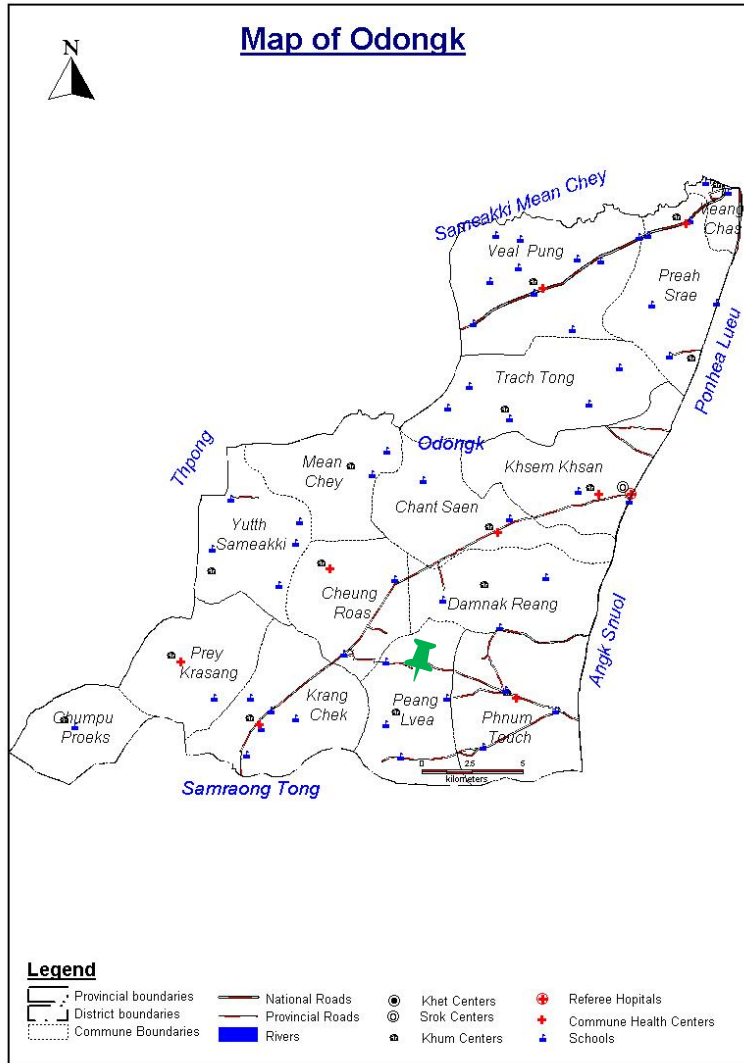 Map of Odongk
N
Sameakki Mean Chey
Veang
Chas
Veal Pung
Preah
Srae
Ponhea Lueu
Trach Tong
Odongk
Thpong
Mean
Chey
Khsem Khsan
Chant Saen
Yutth
Sameakki
Cheung
Roas
Damnak Reang
Angk Snuol
Prey
Krasang
Krang
Chek
Peang
Lvea
Phnum
Touch
Chumpu
Proeks
0 2.5 5
kilometers
Samraong Tong
Legend
Provincial boundaries
District boundaries
Commune Boundaries
National Roads
Provincial Roads
Rivers
Khet Centers
Srok Centers
Khum Centers
Referee Hopitals
Commune Health Centers
Schools